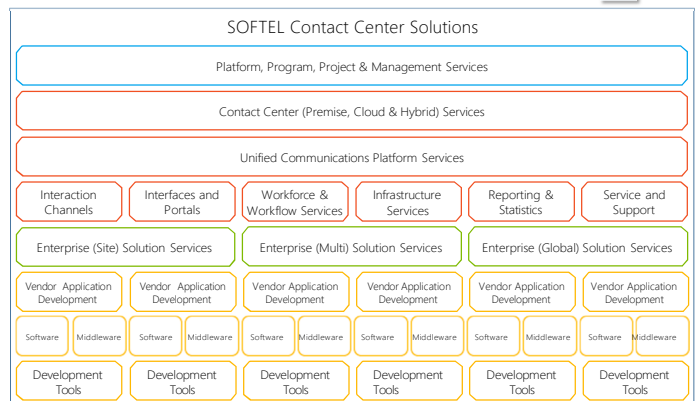 SOFTEL Contact Center Solutions
Platform, Program, Project & Management Services
Contact Center (Premise, Cloud & Hybrid) Services
Unified Communications Platform Services
Interaction
Channels
Interfaces and
Portals
Workforce &
Workflow Services
Infrastructure
Services
Reporting &
Statistics
Service and
Support
Enterprise (Site) Solution Services
Enterprise (Multi) Solution Services
Enterprise (Global) Solution Services
Vendor Application
Development
Vendor Application
Development
Vendor Application
Development
Vendor Application
Development
Vendor Application
Development
Vendor Application
Development
Software
Middleware
Software
Middleware
Software
Middleware
Software
Middleware
Software
Middleware
Software
Middleware
Development
Tools
Development
Tools
Development
Tools
Development
Tools
Development
Tools
Development
Tools